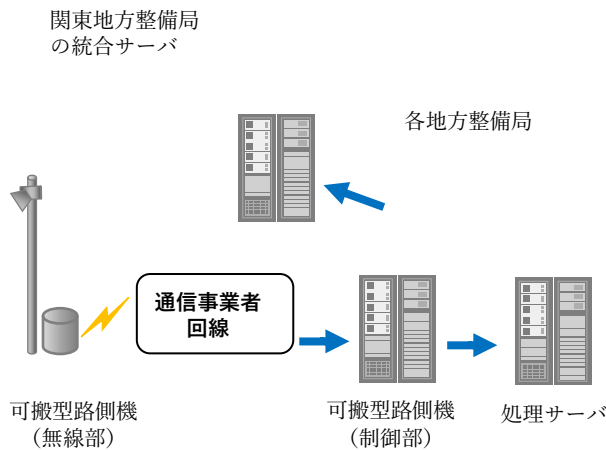 関東地方整備局
の統合サーバ
各地方整備局
通信事業者
回線
可搬型路側機
（無線部）
可搬型路側機
（制御部）
処理サーバ